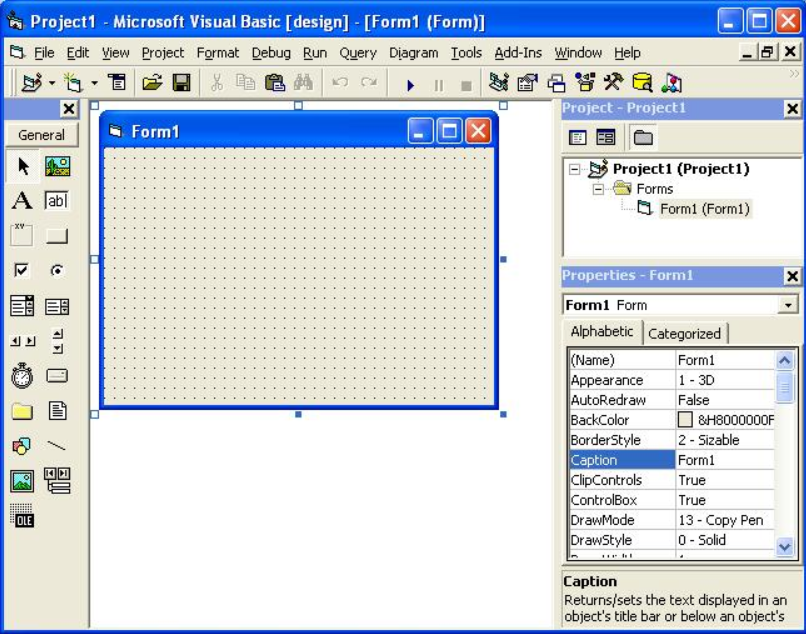 Project1 - Microsoft Visual Basic [design] - [Form1 (Form)]
File Edit View Project Format Debug Run Query Diagram Tools Add-Ins Window Help
General
A ab|
xy
OLE
Form1
Project - Project1
Project1 (Project1)
Forms
Form1 (Form1)
Properties - Form1
Form1 Form
Alphabetic Categorized
(Name) Form1
Appearance 1 - 3D
AutoRedraw False
BackColor &H8000000F
BorderStyle 2 - Sizable
Caption Form1
ClipControls True
ControlBox True
DrawMode 13 - Copy Pen
DrawStyle 0 - Solid
Caption
Returns/sets the text displayed in an
object's title bar or below an object's